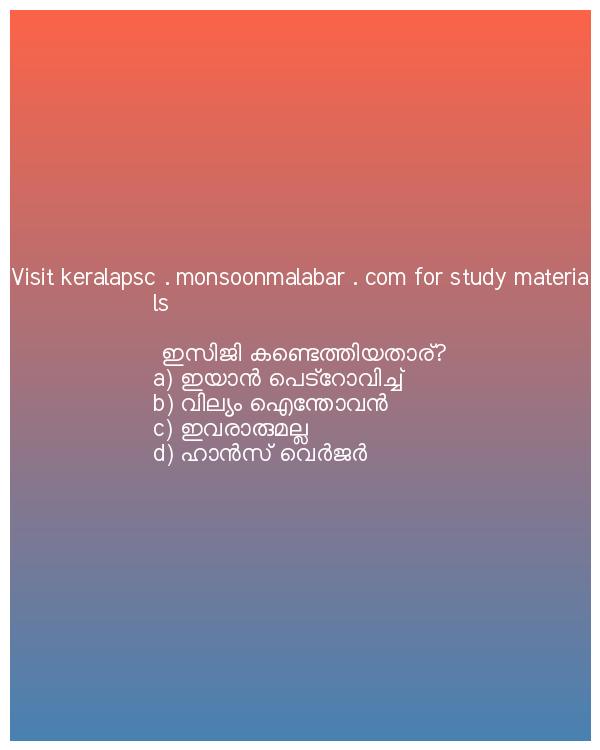 Visit keralapsc . monsoonmalabar . com for study materia
ls
ഇസിജി കണ്ടെത്തിയതാര്?
a) ഇയാൻ പെട്റോവിച്ച്
b) വില്യം ഐന്തോവൻ
c) ഇവരാരുമല്ല
d) ഹാൻസ് വെർജർ